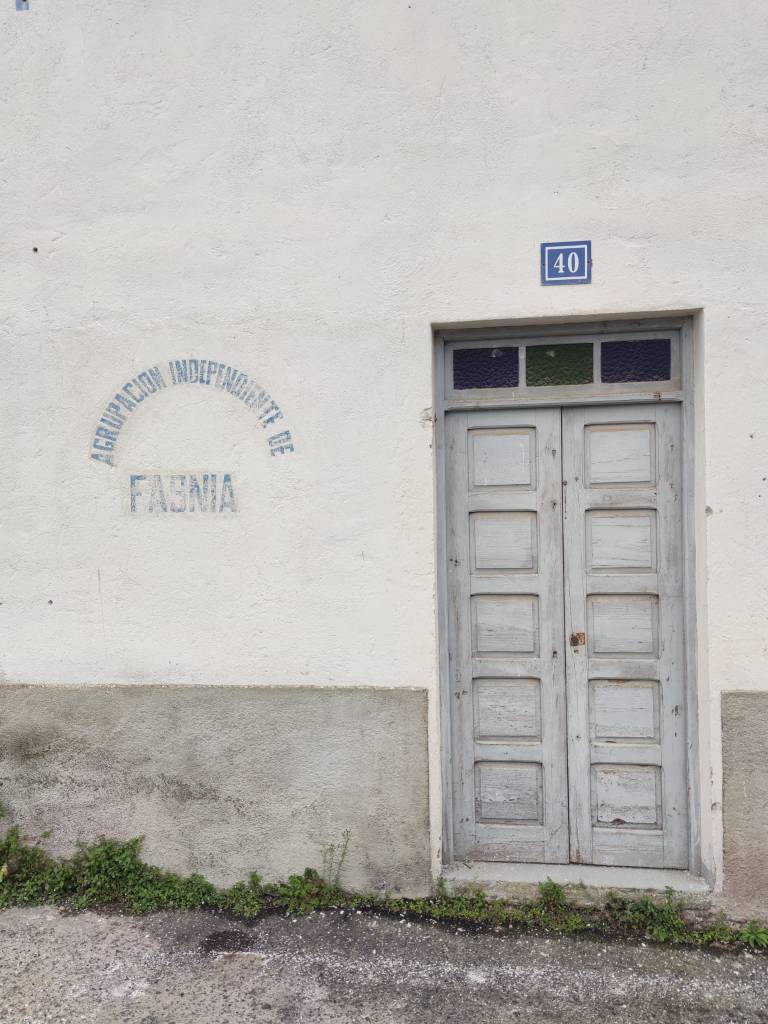 40
AGRUPACION INDEPENDIENTE DE
FASNIA